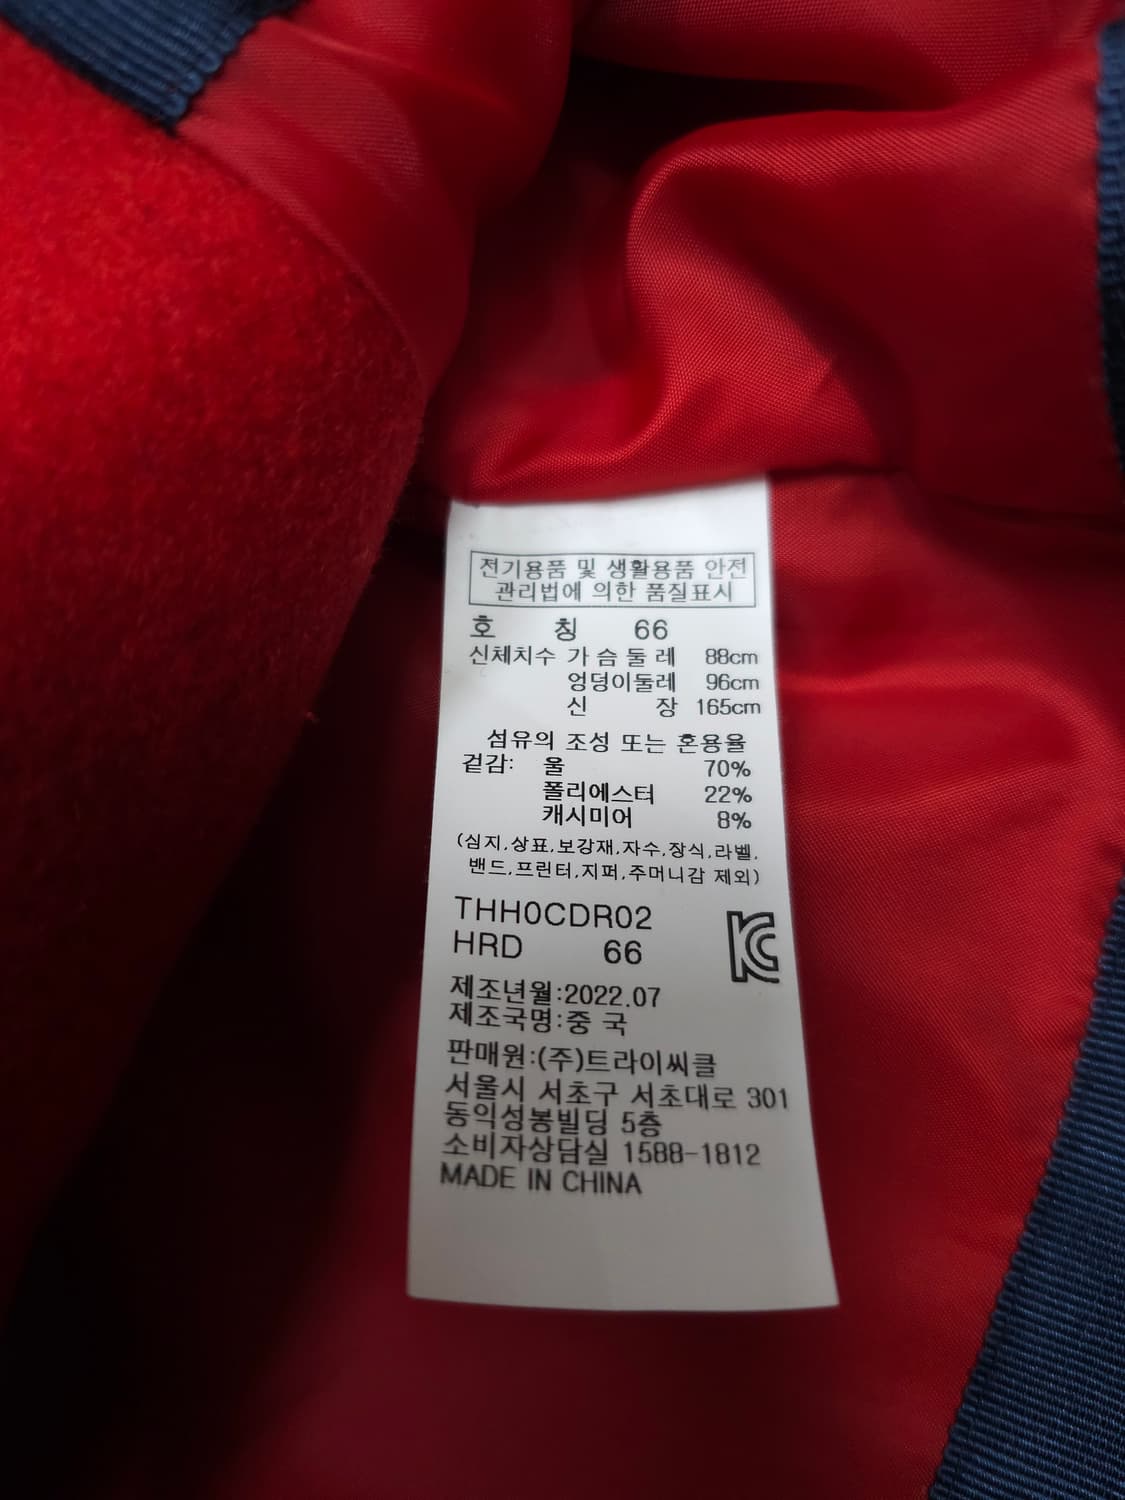 전기용품 및 생활용품 안전
관리법에 의한 품질표시
호 칭 66
신체치수 가 슴 둘 레 88cm
엉덩이둘레 96cm
신 장 165cm
섬유의 조성 또는 혼용율
겉감: 울 70%
폴리에스터 22%
캐시미어 8%
(심지,상표,보강재,자수,장식,라벨,
밴드,프린터,지퍼,주머니감 제외)
THH0CDR02
HRD 66
KC
제조년월:2022.07
제조국명:중 국
판매원:(주)트라이씨클
서울시 서초구 서초대로 301
동익성봉빌딩 5층
소비자상담실 1588-1812
MADE IN CHINA